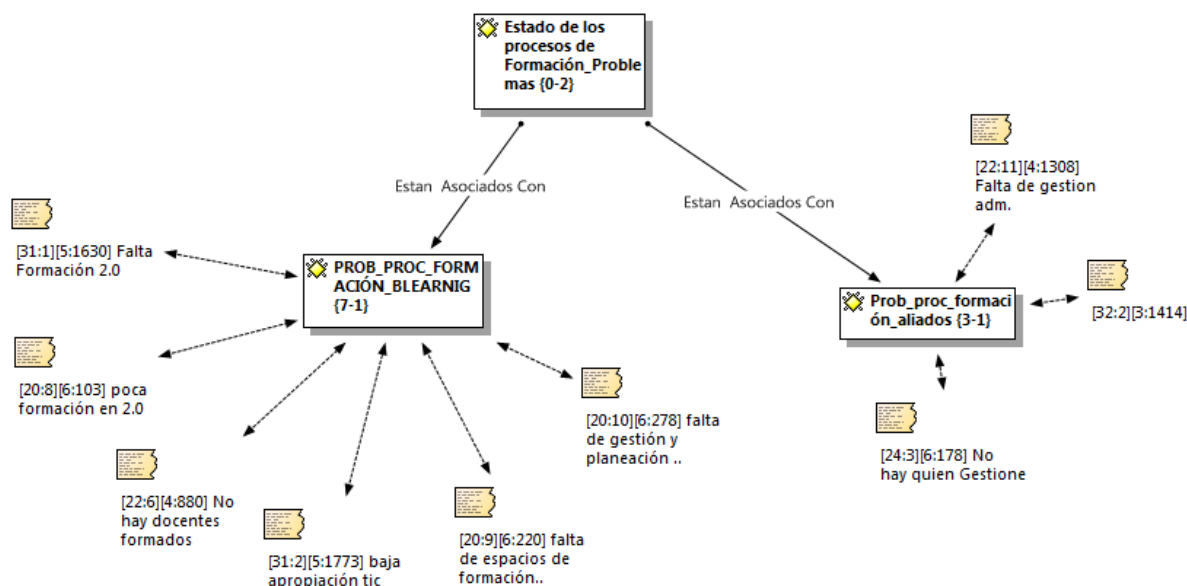 Estado de los
procesos de
Formación_Proble
mas {0-2}
Estan Asociados Con
Estan Asociados Con
[22:11][4:1308]
Falta de gestion
adm.
[31:1][5:1630] Falta
Formación 2.0
PROB_PROC_FORM
ACIÓN_BLEARNIG
{7-1}
Prob_proc_formac
ión_aliados {3-1}
[32:2][3:1414]
[20:8][6:103] poca
formación en 2.0
[20:10][6:278] falta
de gestión y
planeación ..
[24:3][6:178] No
hay quien Gestione
[22:6][4:880] No
hay docentes
formados
[31:2][5:1773] baja
apropiación tic
[20:9][6:220] falta
de espacios de
formación..